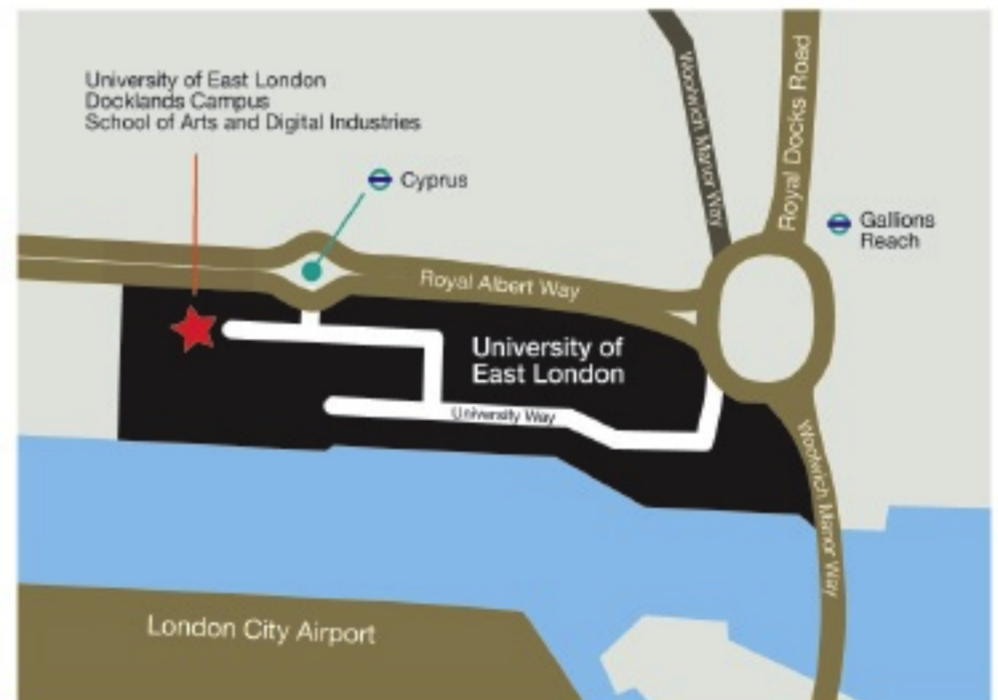 University of East London
Docklands Campus
School of Arts and Digital Industries
Cyprus
Woolwich Manor Way
Royal Docks Road
Gallions
Reach
Royal Albert Way
University of
East London
University Way
Woolwich Manor Way
London City Airport